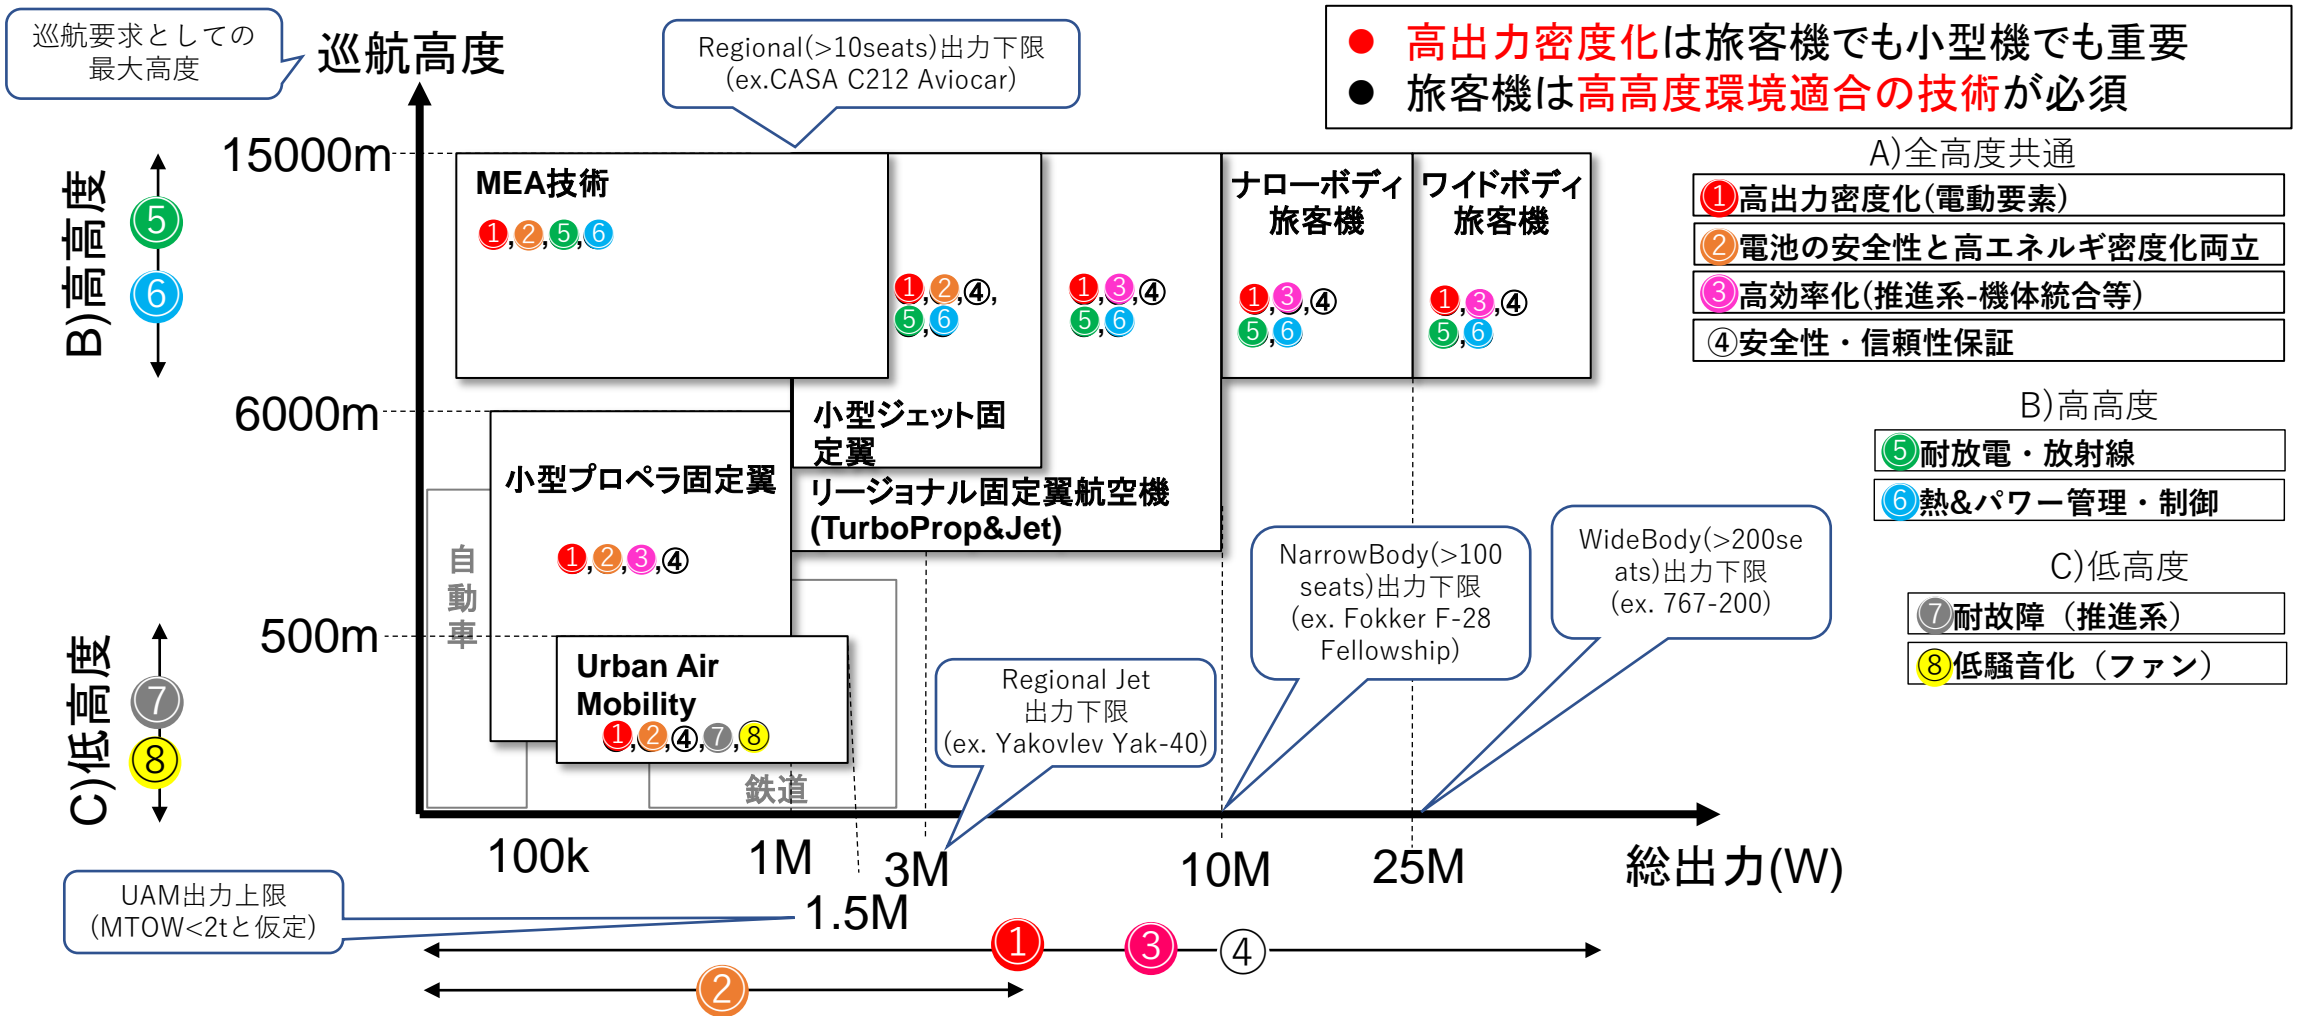 巡航要求としての
最大高度
巡航高度
Regional(>10seats)出力下限
(ex.CASA C212 Aviocar)
● 高出力密度化は旅客機でも小型機でも重要
● 旅客機は高高度環境適合の技術が必須
A)全高度共通
①高出力密度化(電動要素)
②電池の安全性と高エネルギ密度化両立
③高効率化(推進系-機体統合等)
④安全性・信頼性保証
B)高高度
⑤耐放電・放射線
⑥熱&パワー管理・制御
C)低高度
⑦耐故障（推進系）
⑧低騒音化（ファン）
15000m
6000m
500m
B)高高度
⑤
⑥
C)低高度
⑦
⑧
MEA技術
①,②,⑤,⑥
①,②,④,
⑤,⑥
小型ジェット固
定翼
①,③,④
⑤,⑥
リージョナル固定翼航空機
(TurboProp&Jet)
ナローボディ
旅客機
①,③,④
⑤,⑥
ワイドボディ
旅客機
①,③,④
⑤,⑥
小型プロペラ固定翼
①,②,③,④
自
動
車
Urban Air
Mobility
①,②,④,⑦,⑧
鉄道
Regional Jet
出力下限
(ex. Yakovlev Yak-40)
NarrowBody(>100
seats)出力下限
(ex. Fokker F-28
Fellowship)
WideBody(>200se
ats)出力下限
(ex. 767-200)
100k
1M
3M
10M
25M
総出力(W)
1.5M
UAM出力上限
(MTOW<2tと仮定)
① ③ ④
②